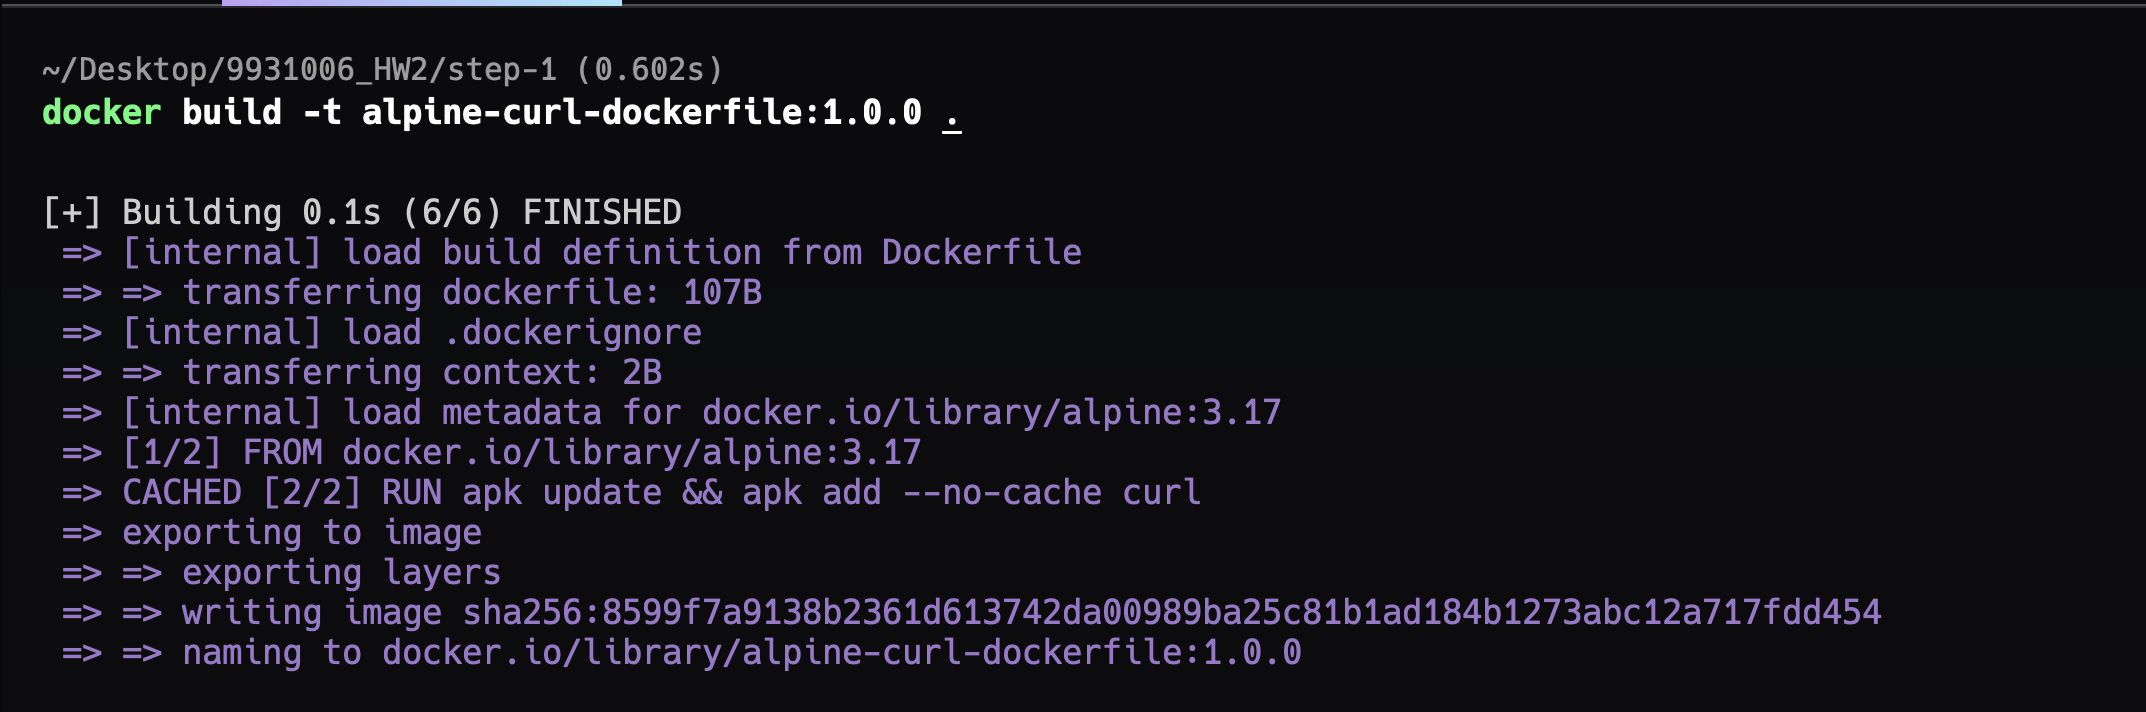 ~/Desktop/9931006_HW2/step-1 (0.602s)
docker build -t alpine-curl-dockerfile:1.0.0 .
[+] Building 0.1s (6/6) FINISHED
=> [internal] load build definition from Dockerfile
=> => transferring dockerfile: 107B
=> [internal] load .dockerignore
=> => transferring context: 2B
=> [internal] load metadata for docker.io/library/alpine:3.17
=> [1/2] FROM docker.io/library/alpine:3.17
=> CACHED [2/2] RUN apk update && apk add --no-cache curl
=> exporting to image
=> => exporting layers
=> => writing image sha256:8599f7a9138b2361d613742da00989ba25c81b1ad184b1273abc12a717fdd454
=> => naming to docker.io/library/alpine-curl-dockerfile:1.0.0